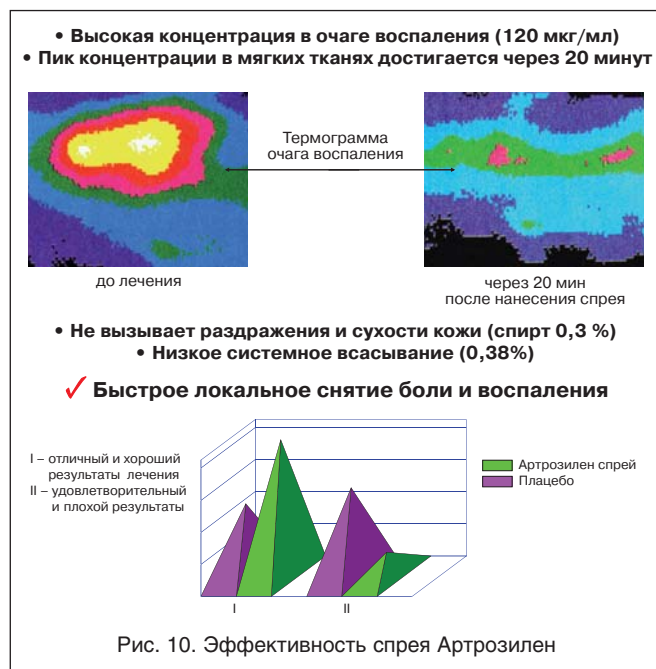 • Высокая концентрация в очаге воспаления (120 мкг/мл)
• Пик концентрации в мягких тканях достигается через 20 минут
Термограмма
очага воспаления
до лечения
через 20 мин
после нанесения спрея
• Не вызывает раздражения и сухости кожи (спирт 0,3 %)
• Низкое системное всасывание (0,38%)
✓ Быстрое локальное снятие боли и воспаления
I – отличный и хороший
результаты лечения
II – удовлетворительный
и плохой результаты
Артрозилен спрей
Плацебо
I
II
Рис. 10. Эффективность спрея Артрозилен